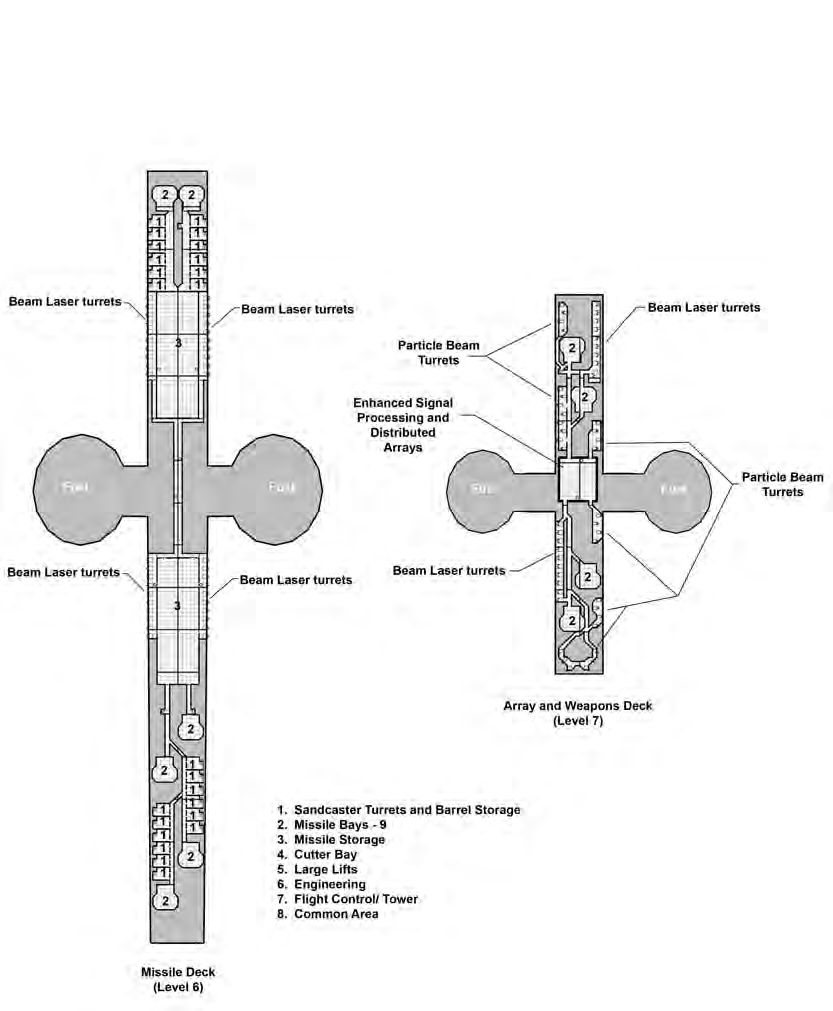 2 2
1 1
1 1
1 1
1 1
1 1
1 1
Beam Laser turrets
Beam Laser turrets
3
Fuel
Fuel
Beam Laser turrets
Beam Laser turrets
3
2
2
1
1
1
1
1
1
1
1
1
1
1
1
2
2
Missile Deck
(Level 6)
Beam Laser turrets
Particle Beam
Turrets
2
2
Enhanced Signal
Processing and
Distributed
Arrays
Fuel
Fuel
Particle Beam
Turrets
Beam Laser turrets
2
2
Array and Weapons Deck
(Level 7)
1. Sandcaster Turrets and Barrel Storage
2. Missile Bays - 9
3. Missile Storage
4. Cutter Bay
5. Large Lifts
6. Engineering
7. Flight Control/ Tower
8. Common Area